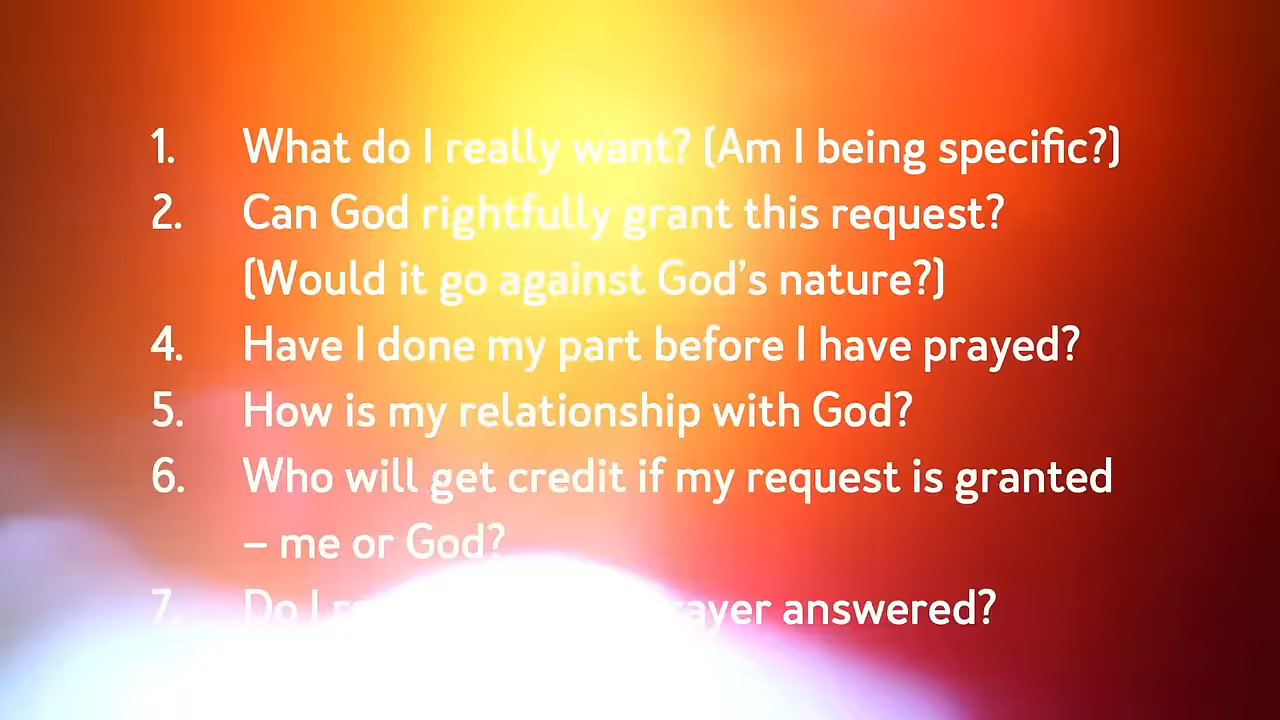 1. What do I really want? (Am I being specific?)
2. Can God rightfully grant this request?
(Would it go against God’s nature?)
4. Have I done my part before I have prayed?
5. How is my relationship with God?
6. Who will get credit if my request is granted
– me or God?
7. Do I answered?